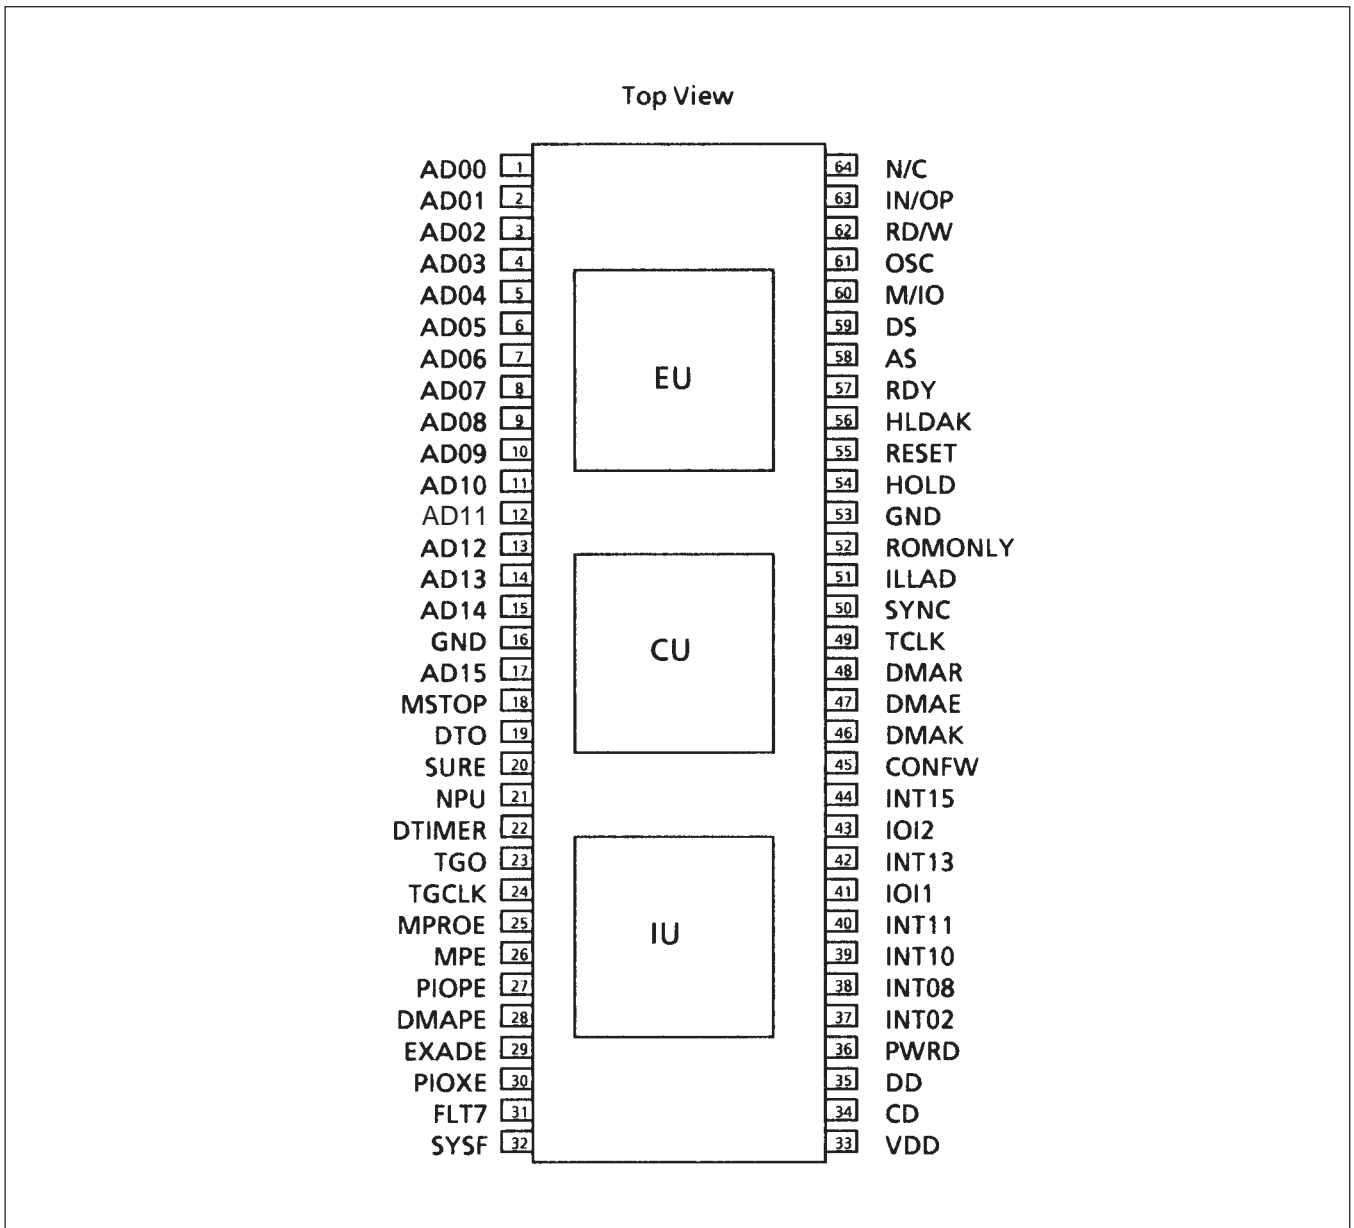 Top View
AD00 1 64 N/C
AD01 2 63 IN/OP
AD02 3 62 RD/W
AD03 4 61 OSC
AD04 5 60 M/IO
AD05 6 59 DS
AD06 7 58 AS
AD07 8 57 RDY
AD08 9 56 HLDAK
AD09 10 55 RESET
AD10 11 54 HOLD
AD11 12 53 GND
AD12 13 52 ROMONLY
AD13 14 51 ILLAD
AD14 15 50 SYNC
GND 16 49 TCLK
AD15 17 48 DMAR
MSTOP 18 47 DMAE
DTO 19 46 DMAK
SURE 20 45 CONFW
NPU 21 44 INT15
DTIMER 22 43 IOI2
TGO 23 42 INT13
TGCLK 24 41 IOI1
MPROE 25 40 INT11
MPE 26 39 INT10
PIOPE 27 38 INT08
DMAPE 28 37 INT02
EXADE 29 36 PWRD
PIOXE 30 35 DD
FLT7 31 34 CD
SYSF 32 33 VDD
EU
CU
IU